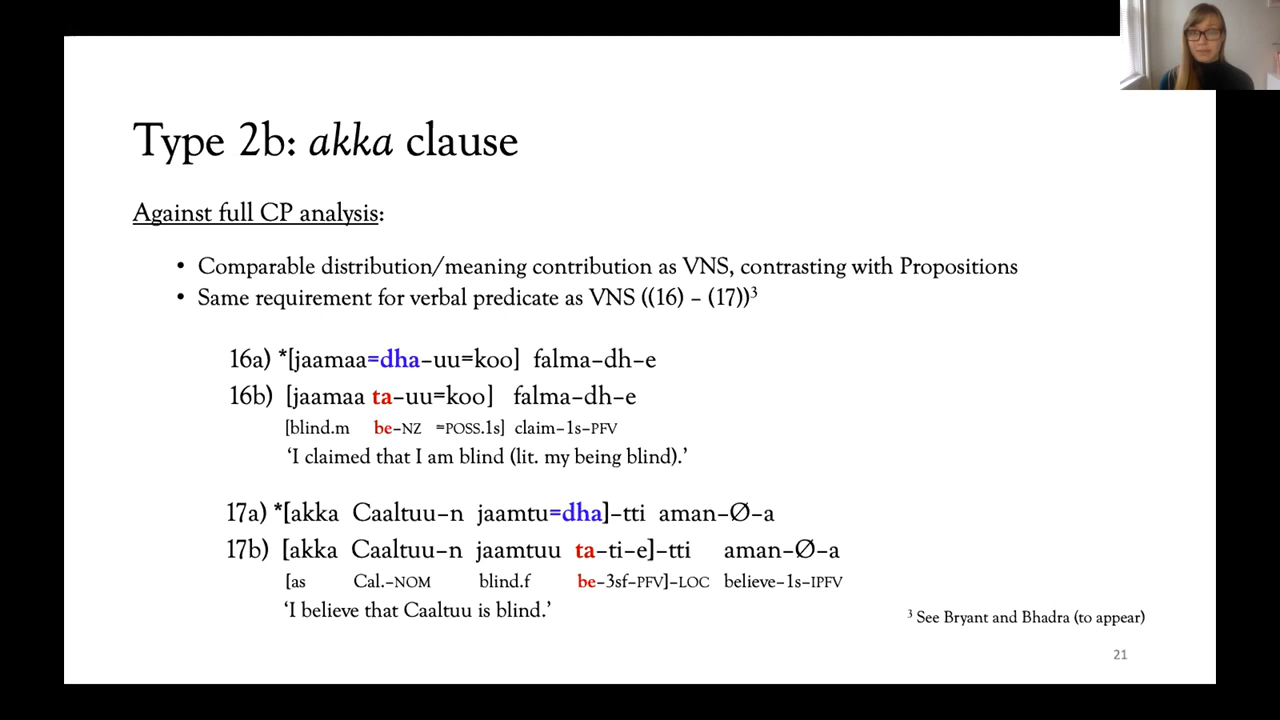 Type 2b: akka clause
Against full CP analysis:
• Comparable distribution/meaning contribution as VNS, contrasting with Propositions
• Same requirement for verbal predicate as VNS ((16) – (17))³
16a) *[jaamaa=dha–uu=koo] falma–dh–e
16b) [jaamaa ta–uu=koo] falma–dh–e
[blind.m be–NZ =POSS.1s] claim–1s–PFV
‘I claimed that I am blind (lit. my being blind).’
17a) *[akka Caaltuu–n jaamtu=dha]–tti aman–Ø–a
17b) [akka Caaltuu–n jaamtuu ta–ti–e]–tti aman–Ø–a
[as Cal.–NOM blind.f be–3sf–PFV]–LOC believe–1s–IPFV
‘I believe that Caaltuu is blind.’
³ See Bryant and Bhadra (to appear)
21